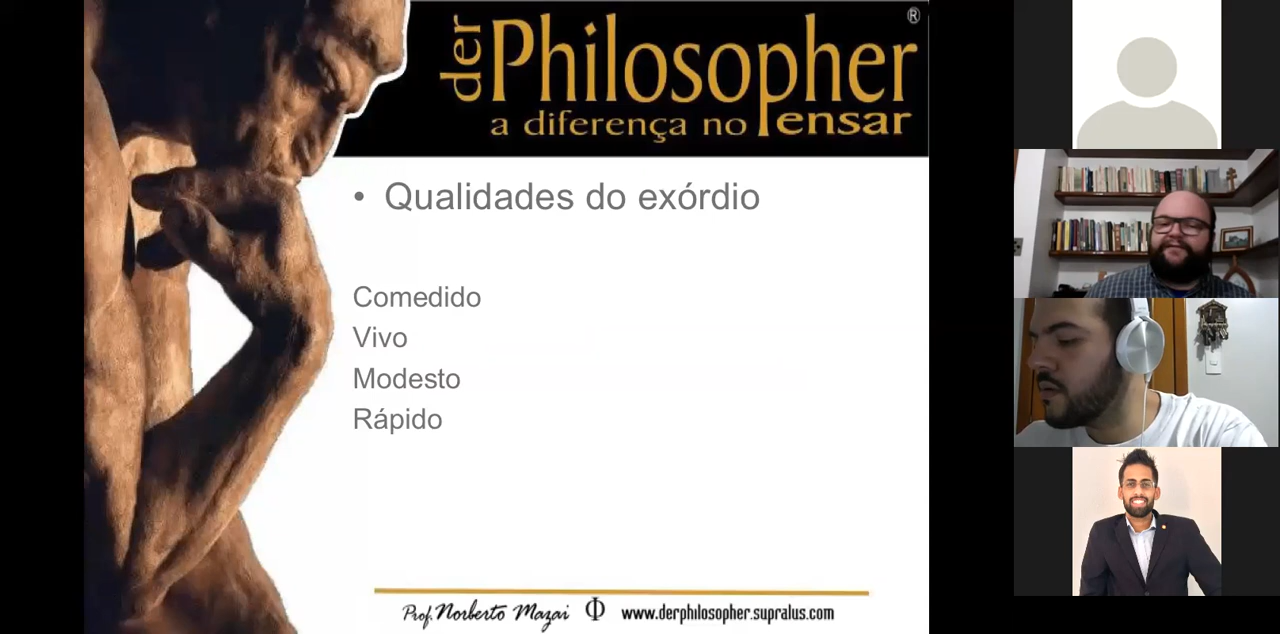 der Philosopher ®
a diferença no Pensar
• Qualidades do exórdio
Comedido
Vivo
Modesto
Rápido
Prof. Norberto Mazai Φ www.derphilosopher.supralus.com